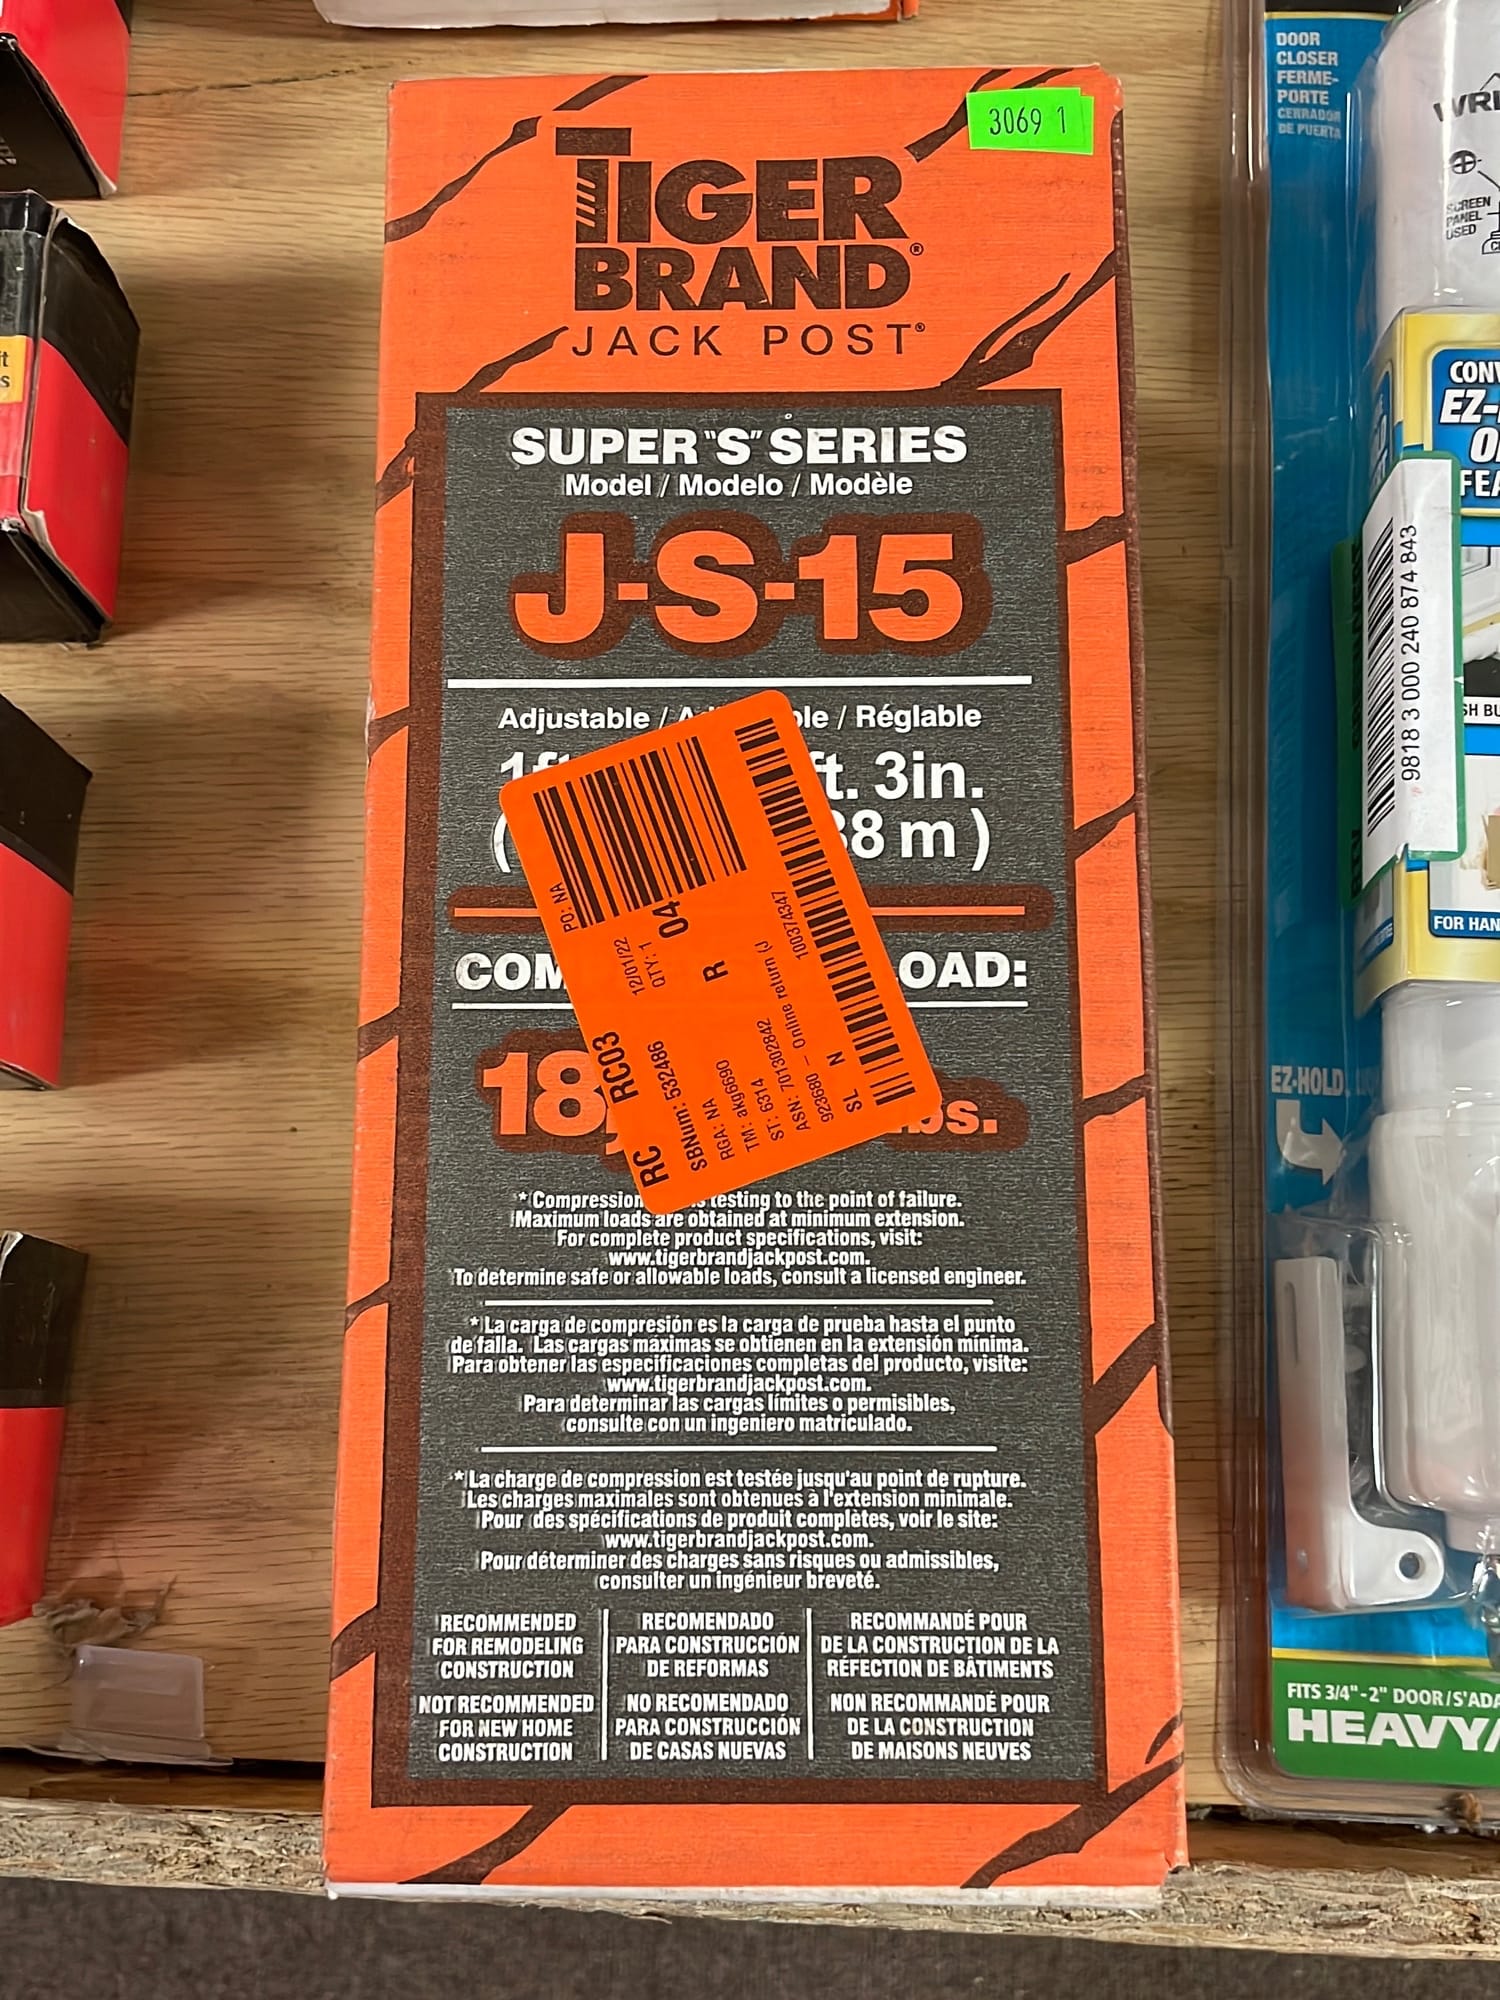 3069 1
TIGER
BRAND®
JACK POST®
SUPER "S" SERIES
Model / Modelo / Modèle
J-S-15
Adjustable / / Réglable
ft. 3in.
( 38 m )
18,
*Compression testing to the point of failure.
Maximum loads are obtained at minimum extension.
For complete product specifications, visit:
www.tigerbrandjackpost.com.
To determine safe or allowable loads, consult a licensed engineer.
* La carga de compresión es la carga de prueba hasta el punto
de falla. Las cargas máximas se obtienen en la extensión mínima.
Para obtener las especificaciones completas del producto, visite:
www.tigerbrandjackpost.com.
Para determinar las cargas límites o permisibles,
consulte con un ingeniero matriculado.
* La charge de compression est testée jusqu'au point de rupture.
Les charges maximales sont obtenues à l'extension minimale.
Pour des spécifications de produit complètes, voir le site:
www.tigerbrandjackpost.com.
Pour déterminer des charges sans risques ou admissibles,
consulter un ingénieur breveté.
RECOMMENDED
FOR REMODELING
CONSTRUCTION
NOT RECOMMENDED
FOR NEW HOME
CONSTRUCTION
RECOMENDADO
PARA CONSTRUCCIÓN
DE REFORMAS
NO RECOMENDADO
PARA CONSTRUCCIÓN
DE CASAS NUEVAS
RECOMMANDÉ POUR
DE LA CONSTRUCTION DE LA
RÉFECTION DE BÂTIMENTS
NON RECOMMANDÉ POUR
DE LA CONSTRUCTION
DE MAISONS NEUVES
PO: NA
12/01/22
QTY: 1
04
R
RC RC03
SBNum: 532486
RGA: NA
TM: akg6690
ST: 6314
ASN: 701302842
923680 - Online return (J
100374347
SL N
DOOR
CLOSER
FERME-
PORTE
CERRADOR
DE PUERTA
SCREEN
PANEL
USED
9818 3 000 240 874 843
FOR HAN
EZ-HOLD
FITS 3/4"-2" DOOR/S'ADA
HEAVY/